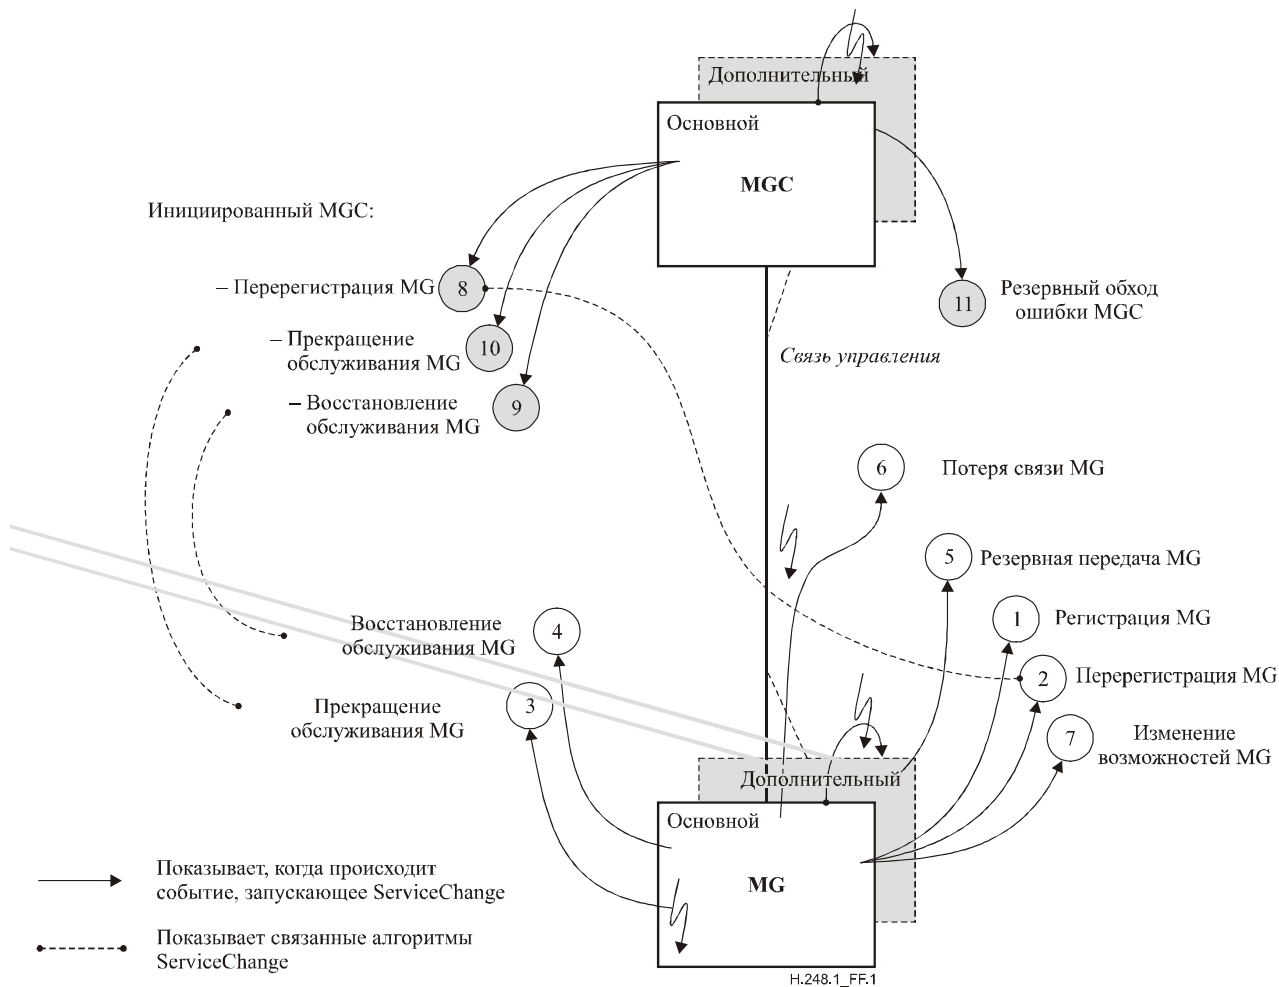 Дополнительный
Основной
MGC
Инициированный MGC:
– Перерегистрация MG
8
– Прекращение
обслуживания MG
10
– Восстановление
обслуживания MG
9
11
Резервный обход
ошибки MGC
Связь управления
6
Потеря связи MG
5
Резервная передача MG
1
Регистрация MG
2
Перерегистрация MG
7
Изменение
возможностей MG
Восстановление
обслуживания MG
4
Прекращение
обслуживания MG
3
Дополнительный
Основной
MG
Показывает, когда происходит
событие, запускающее ServiceChange
Показывает связанные алгоритмы
ServiceChange
H.248.1_FF.1